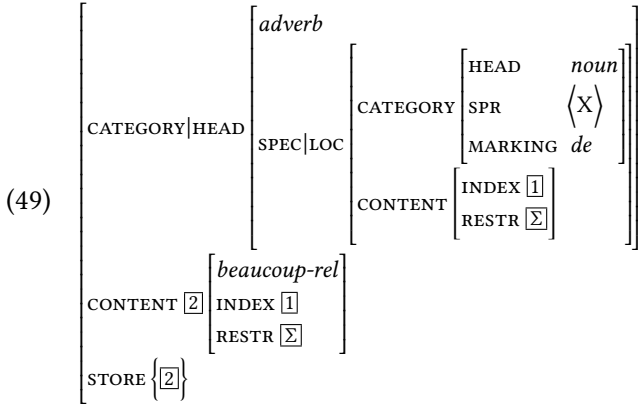 adverb
HEAD noun
CATEGORY SPR ⟨X⟩
MARKING de
CATEGORY|HEAD SPEC|LOC
INDEX 1
CONTENT RESTR Σ
(49)
beaucoup-rel
CONTENT 2 INDEX 1
RESTR Σ
STORE {2}